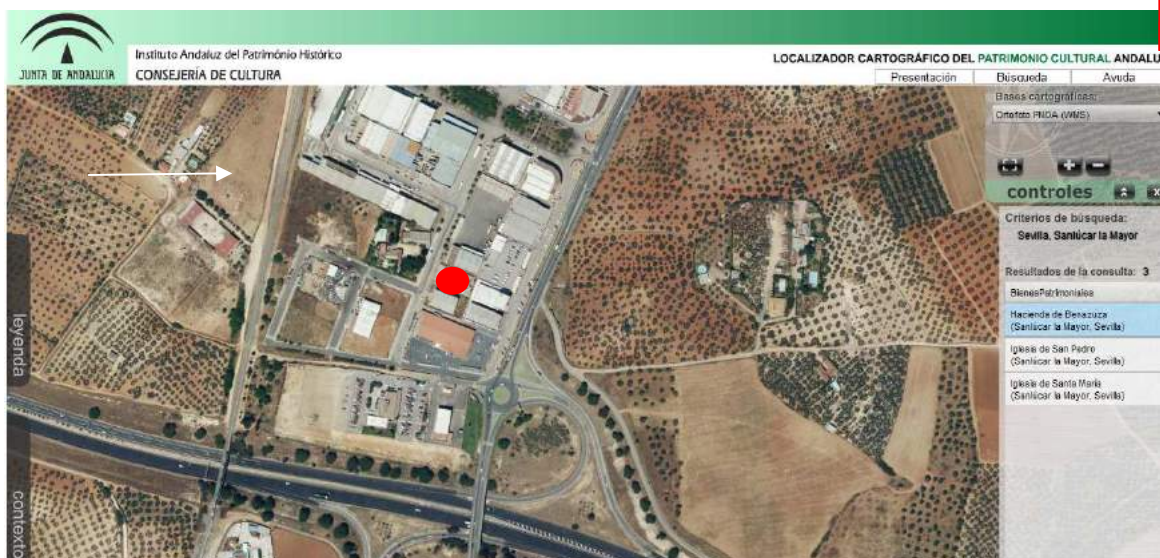 JUNTA DE ANDALUCIA
Instituto Andaluz del Patrimonio Histórico
CONSEJERÍA DE CULTURA
LOCALIZADOR CARTOGRÁFICO DEL PATRIMONIO CULTURAL ANDALU
Presentación
Búsqueda
Ayuda
Bases cartográficas:
Ortofoto PNOA (WMS)
controles
Criterios de búsqueda:
Sevilla, Sanlúcar la Mayor
Resultados de la consulta: 3
BienesPatrimoniales
Hacienda de Benazuza
(Sanlúcar la Mayor, Sevilla)
Iglesia de San Pedro
(Sanlúcar la Mayor, Sevilla)
Iglesia de Santa María
(Sanlúcar la Mayor, Sevilla)
leyenda
contexto